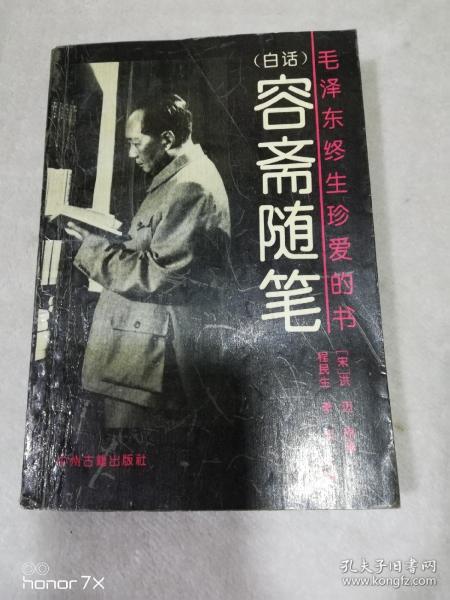 毛泽东终生珍爱的书
（白话）
容斋随笔
［宋］洪
程民生
州古籍出版社
honor 7X
孔夫子旧书网
www.kongfz.com